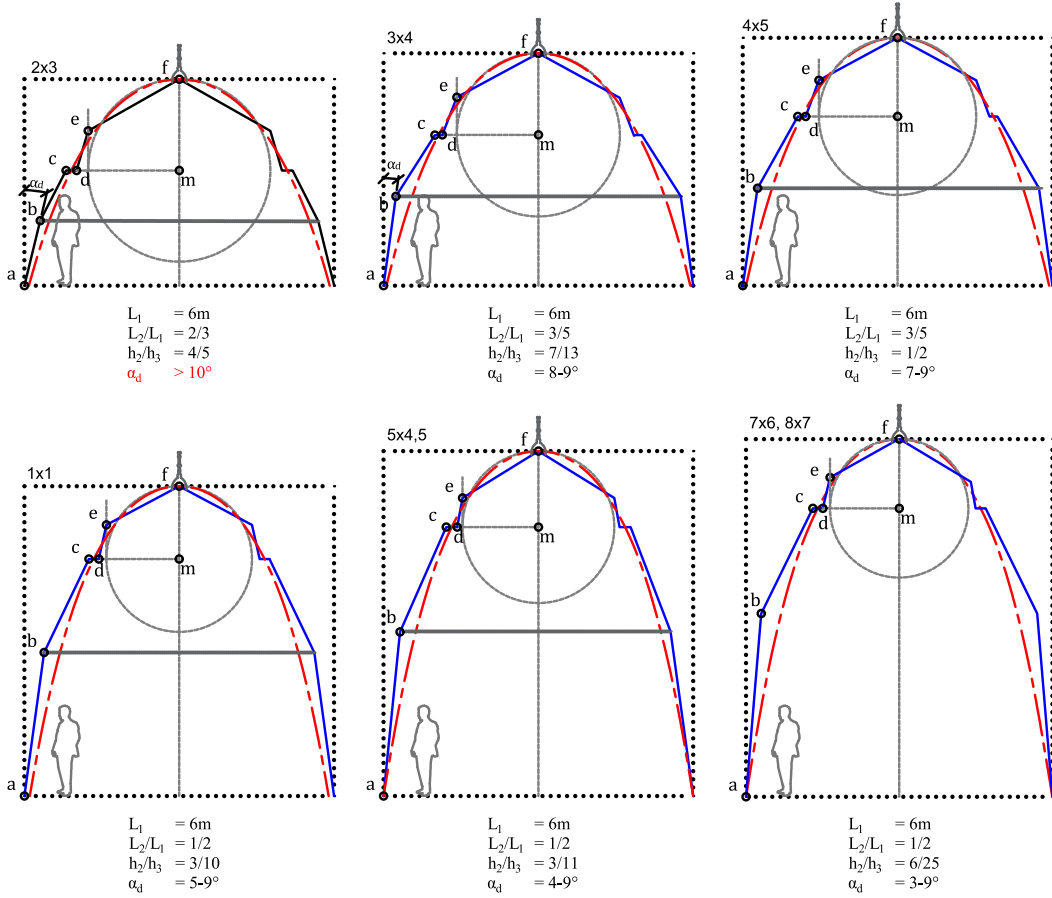 2x3
f
e
c
d
m
αd
b
a
L1 = 6m
L2/L1 = 2/3
h2/h3 = 4/5
αd > 10°
3x4
f
e
c
d
m
αd
b
a
L1 = 6m
L2/L1 = 3/5
h2/h3 = 7/13
αd = 8-9°
4x5
f
e
c
d
m
b
a
L1 = 6m
L2/L1 = 3/5
h2/h3 = 1/2
αd = 7-9°
1x1
f
e
c
d
m
b
a
L1 = 6m
L2/L1 = 1/2
h2/h3 = 3/10
αd = 5-9°
5x4,5
f
e
c
d
m
b
a
L1 = 6m
L2/L1 = 1/2
h2/h3 = 3/11
αd = 4-9°
7x6, 8x7
f
e
c
d
m
b
a
L1 = 6m
L2/L1 = 1/2
h2/h3 = 6/25
αd = 3-9°